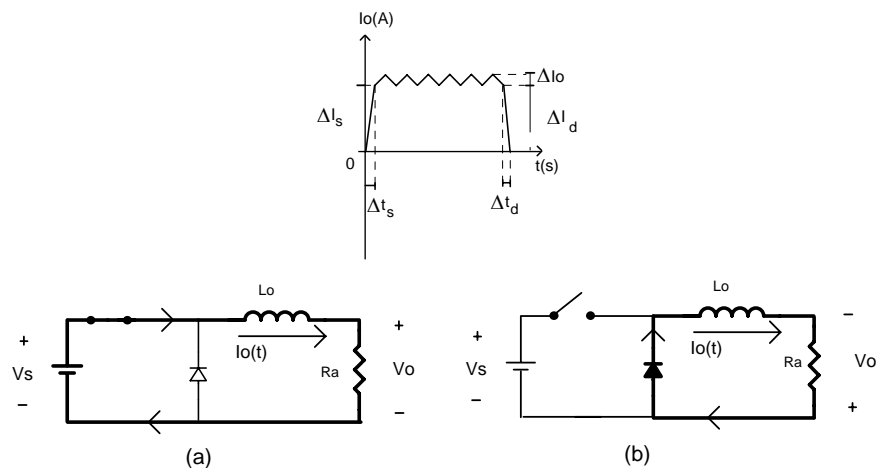 Io(A)
ΔIo
ΔIs
ΔId
0
t(s)
Δts
Δtd
Lo
+
+
Vs
Io(t)
Ra
Vo
−
−
(a)
Lo
−
+
Vs
Io(t)
Ra
Vo
−
+
(b)